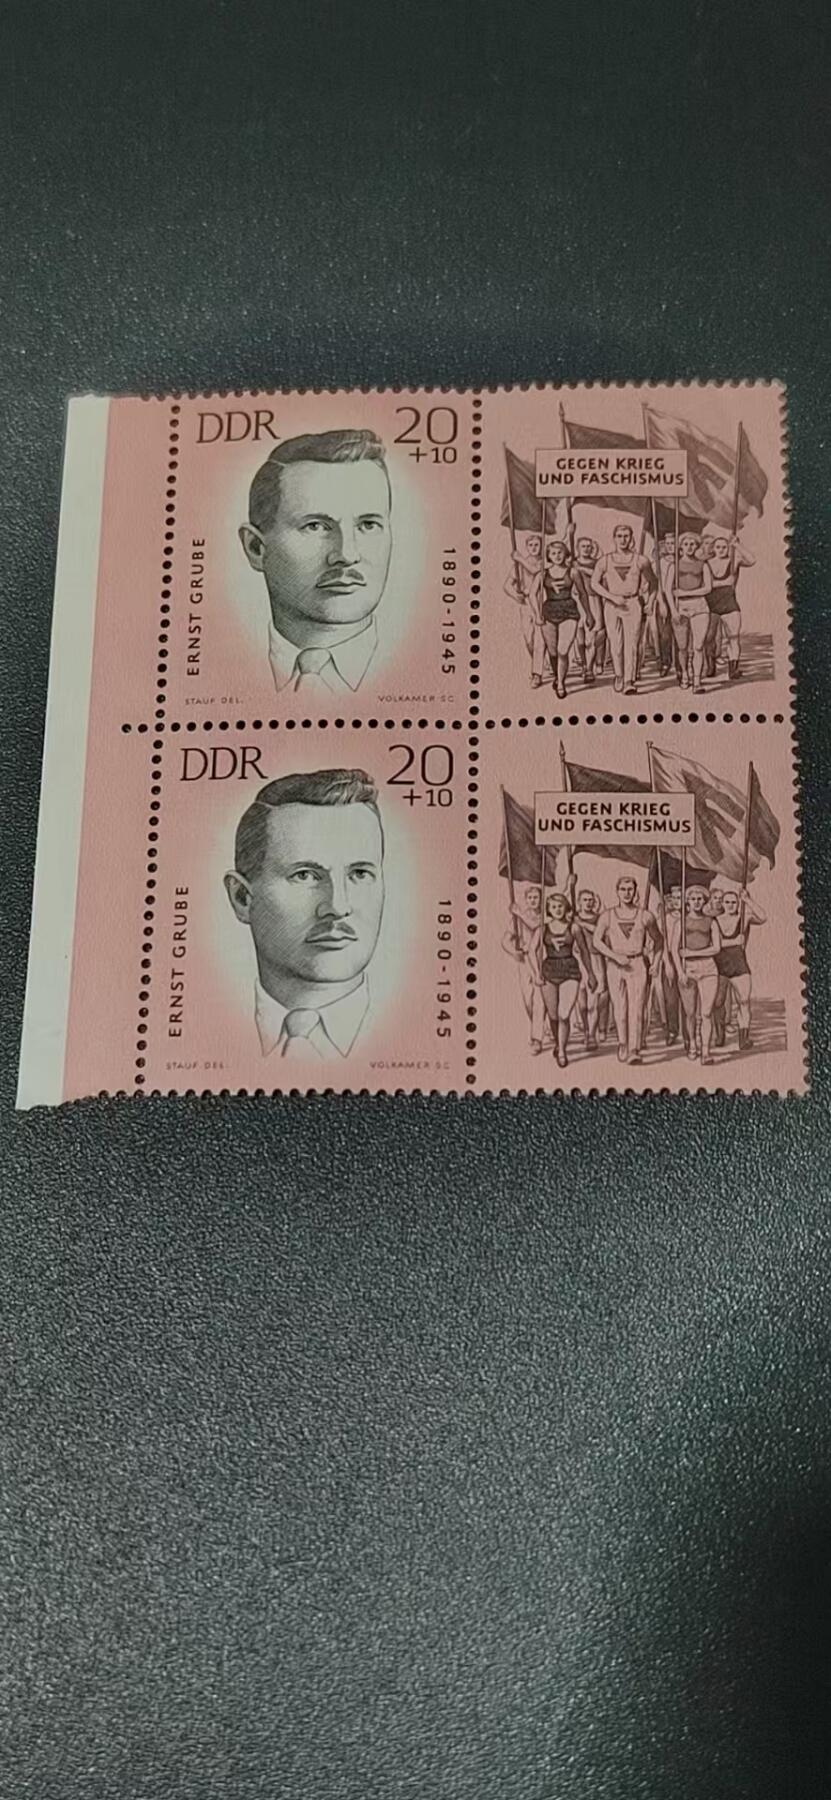 DDR
20
+10
ERNST GRUBE
1890-1945
STAUF DEL.
VOLKAMER SC
GEGEN KRIEG
UND FASCHISMUS
DDR
20
+10
ERNST GRUBE
1890-1945
STAUF DEL.
VOLKAMER SC
GEGEN KRIEG
UND FASCHISMUS